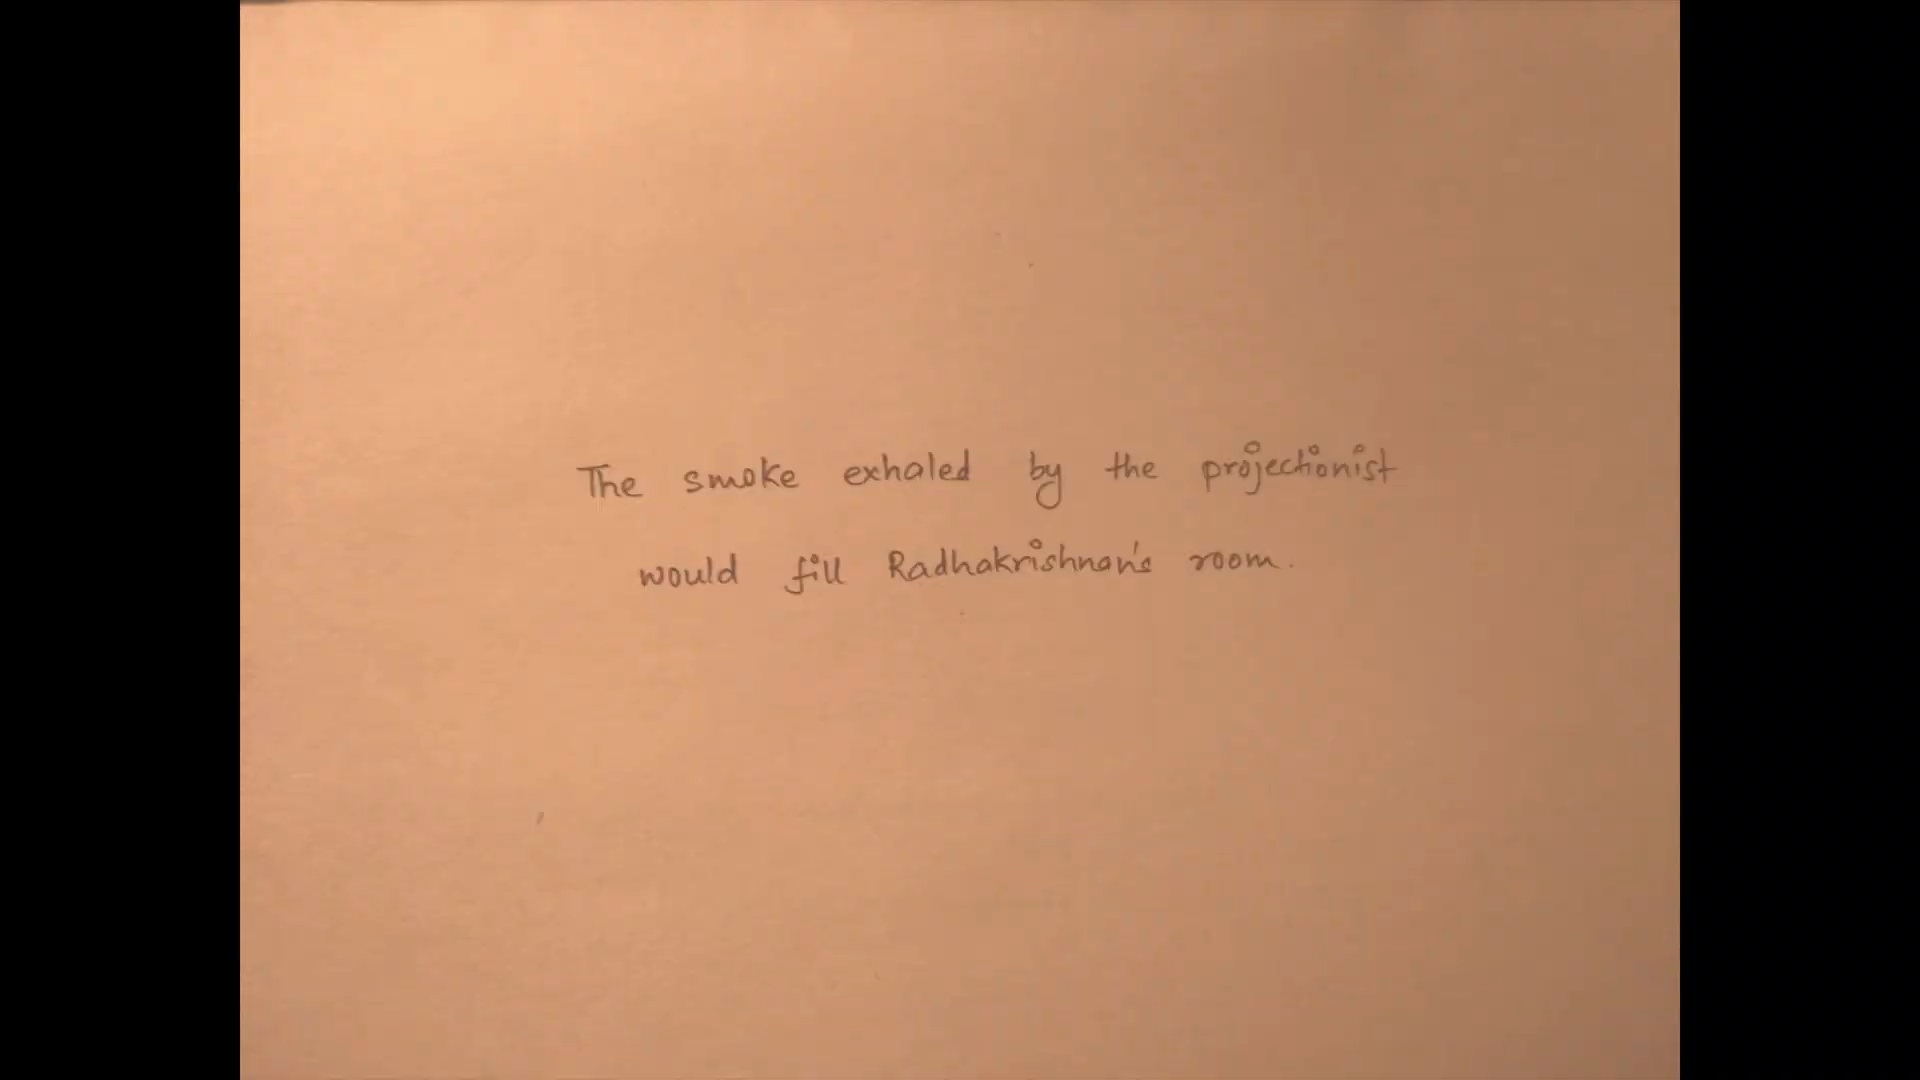 The smoke exhaled by the projectionist
would fill Radhakrishnan's room.